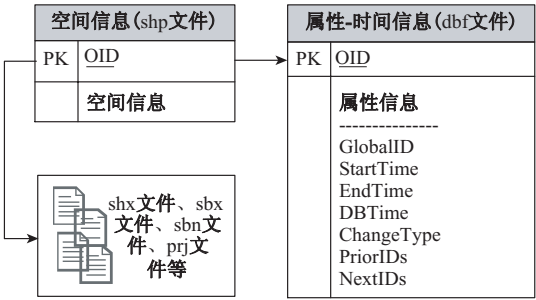 空间信息(shp文件)
PK OID
空间信息
shx文件、sbx
文件、sbn文
件、prj文
件等
属性-时间信息(dbf文件)
PK OID
属性信息
---------------
GlobalID
StartTime
EndTime
DBTime
ChangeType
PriorIDs
NextIDs